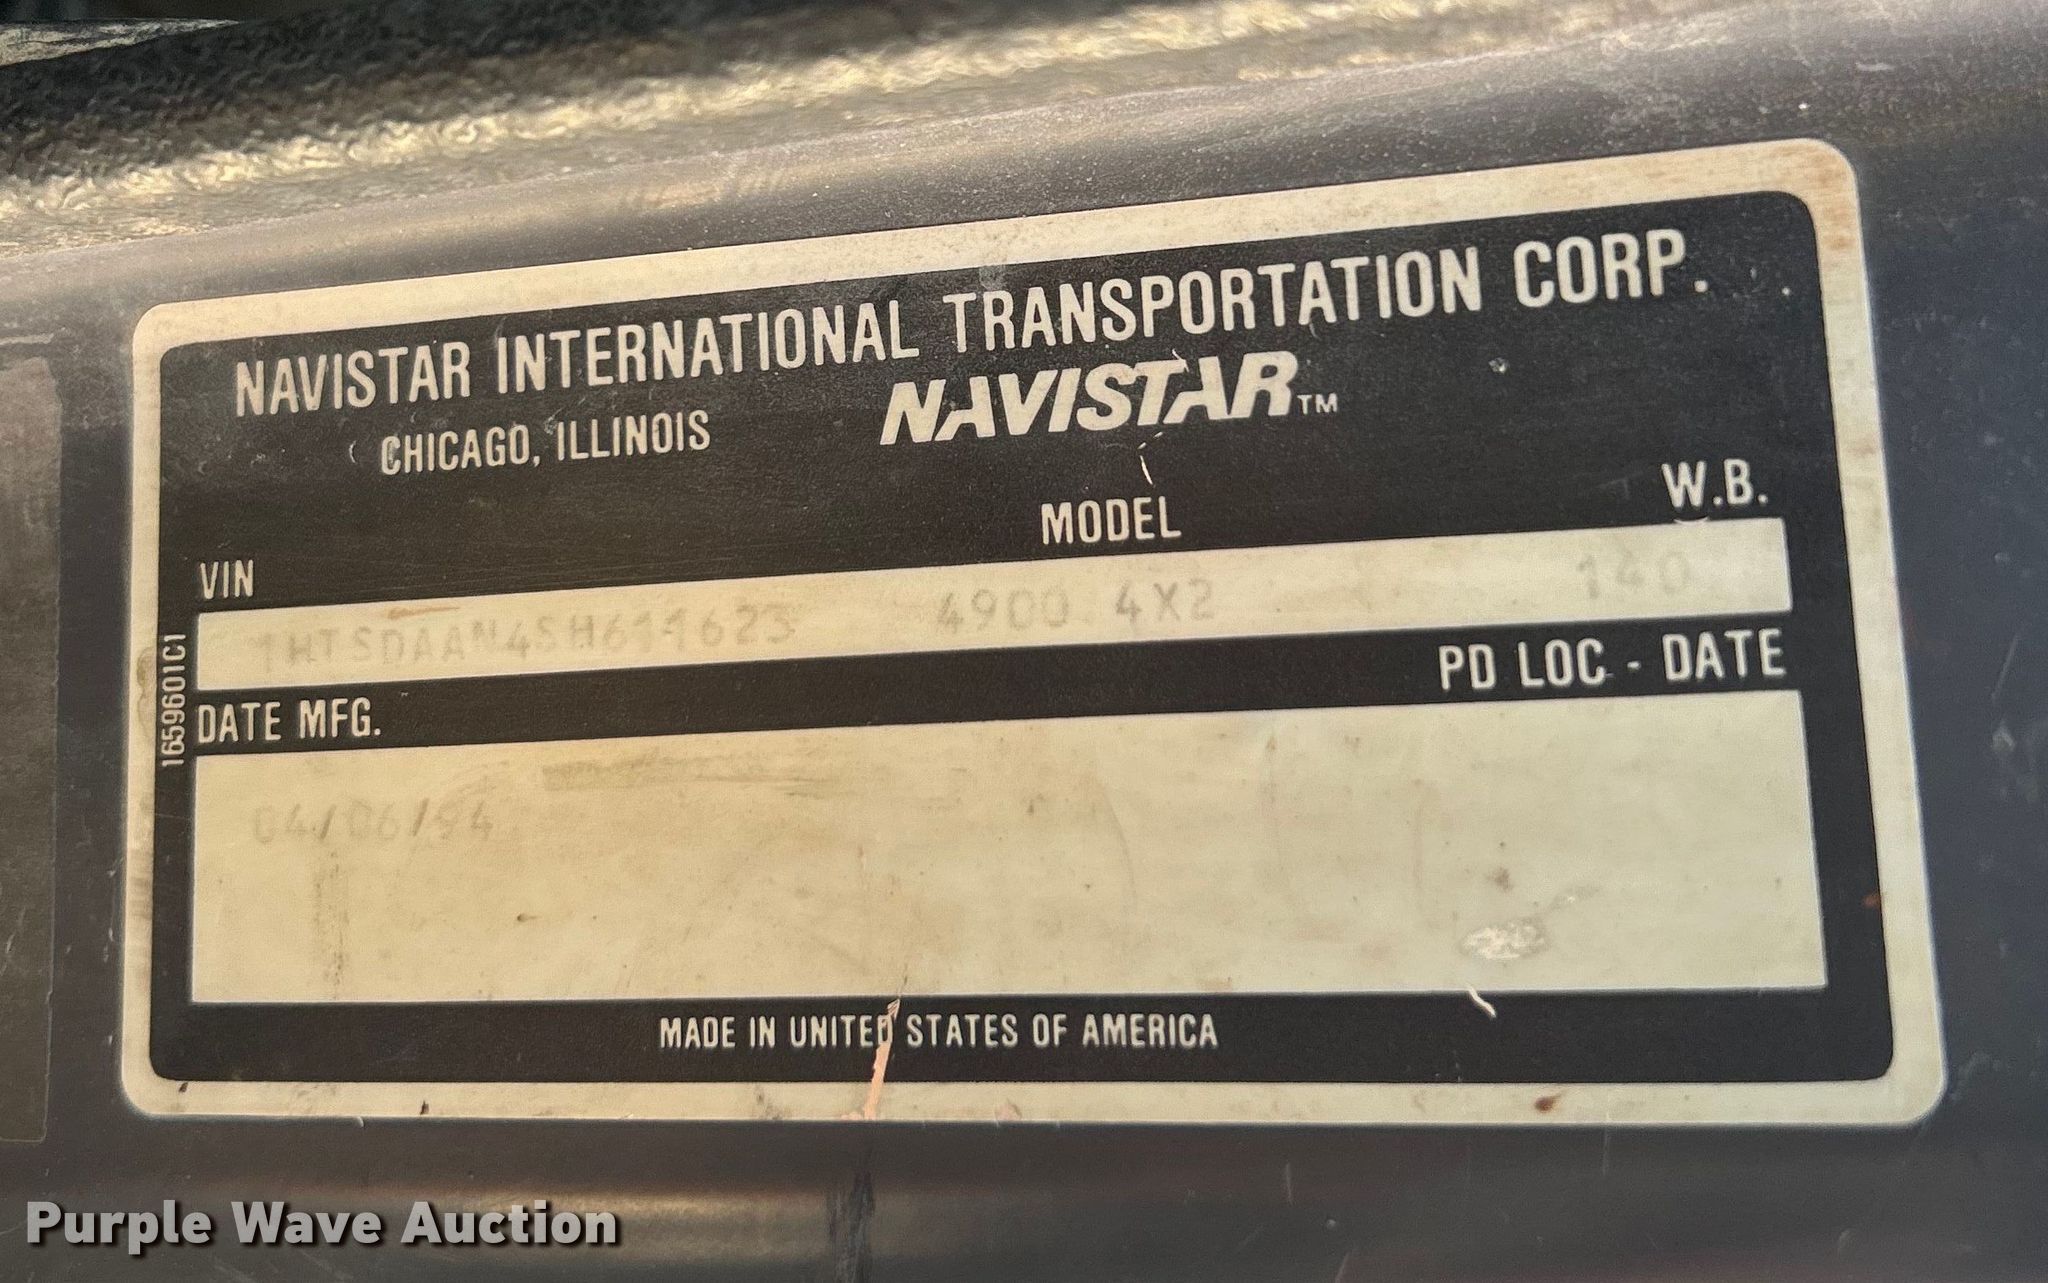 NAVISTAR INTERNATIONAL TRANSPORTATION CORP.
CHICAGO, ILLINOIS NAVISTAR™
VIN MODEL W.B.
1HTSDAAN4SH611623 4900 4X2 140
DATE MFG. PD LOC - DATE
04/06/94
1659601C1
MADE IN UNITED STATES OF AMERICA
Purple Wave Auction